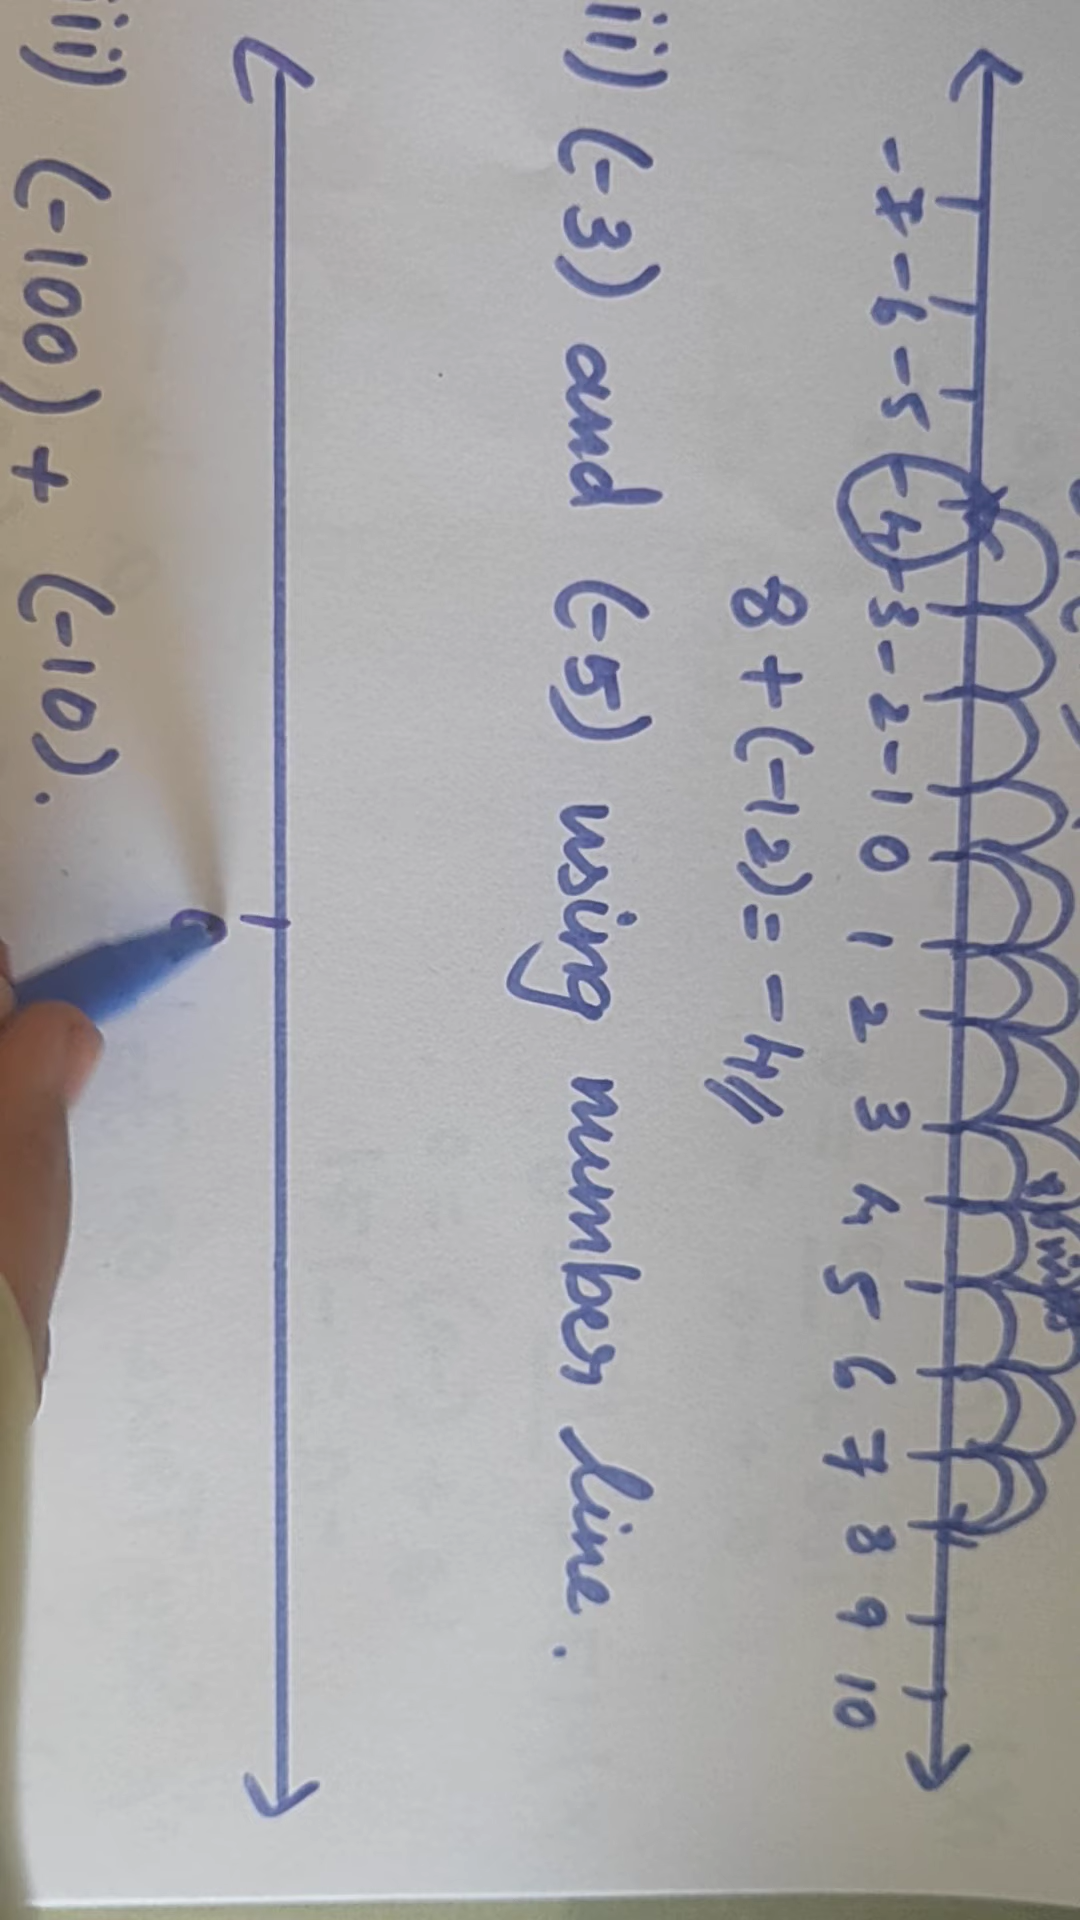 -7 -6 -5 -4 -3 -2 -1 0 1 2 3 4 5 6 7 8 9 10
8 + (-12) = -4//
ii) (-3) and (-5) using number line.
0
iii) (-100) + (-10).